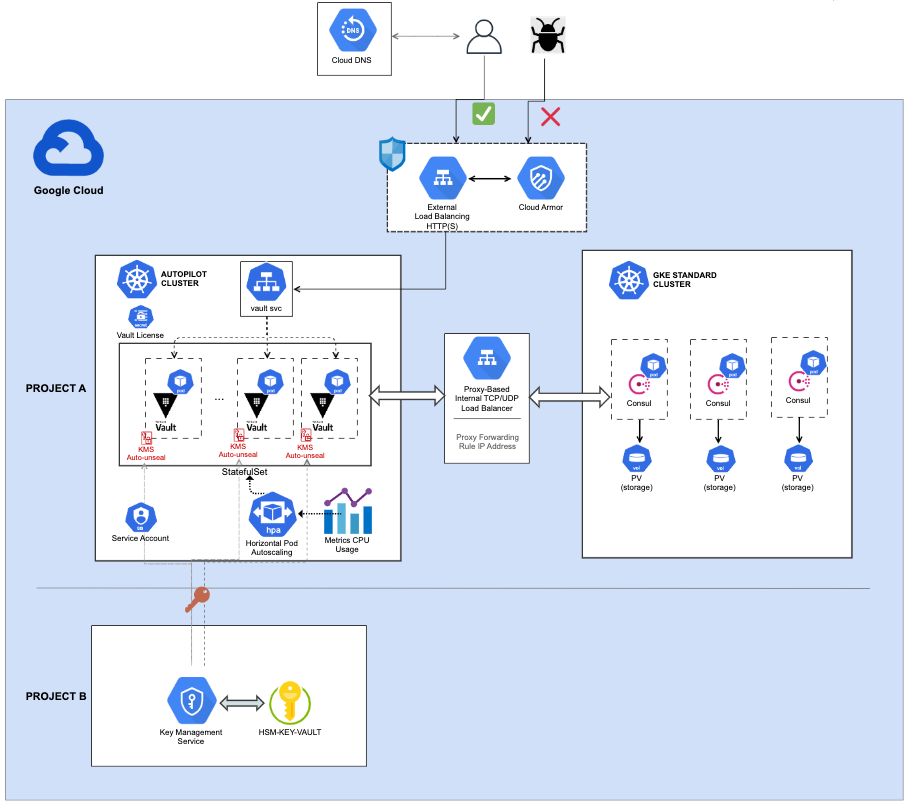 DNS
Cloud DNS
Google Cloud
External
Load Balancing
HTTP(S)
Cloud Armor
AUTOPILOT
CLUSTER
vault svc
secret
Vault License
GKE STANDARD
CLUSTER
PROJECT A
pod
Vault
...
pod
Vault
pod
Vault
KMS
Auto-unseal
KMS
Auto-unseal
KMS
Auto-unseal
StatefulSet
Proxy-Based
Internal TCP/UDP
Load Balancer
Proxy Forwarding
Rule IP Address
pod
Consul
pod
Consul
pod
Consul
vol
PV
(storage)
vol
PV
(storage)
vol
PV
(storage)
sa
Service Account
hpa
Horizontal Pod
Autoscaling
Metrics CPU
Usage
PROJECT B
Key Management
Service
HSM-KEY-VAULT